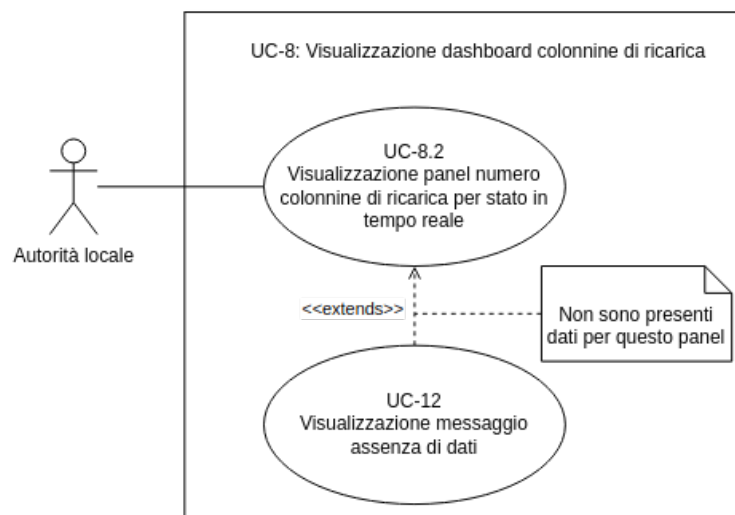 UC-8: Visualizzazione dashboard colonnine di ricarica
UC-8.2
Visualizzazione panel numero
colonnine di ricarica per stato in
tempo reale
Autorità locale
<<extends>>
Non sono presenti
dati per questo panel
UC-12
Visualizzazione messaggio
assenza di dati